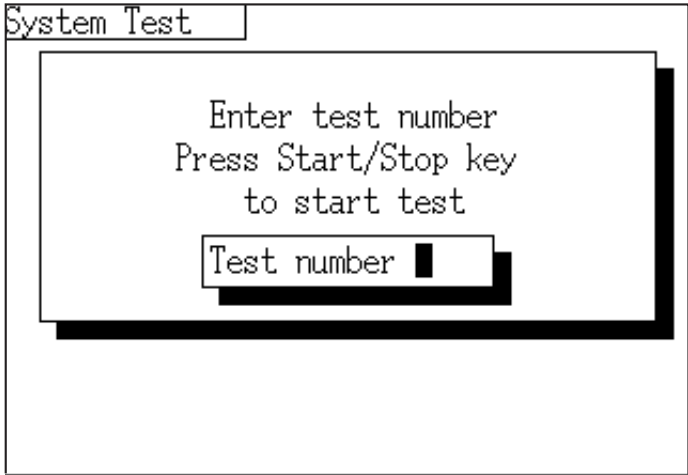 System Test
Enter test number
Press Start/Stop key
to start test
Test number